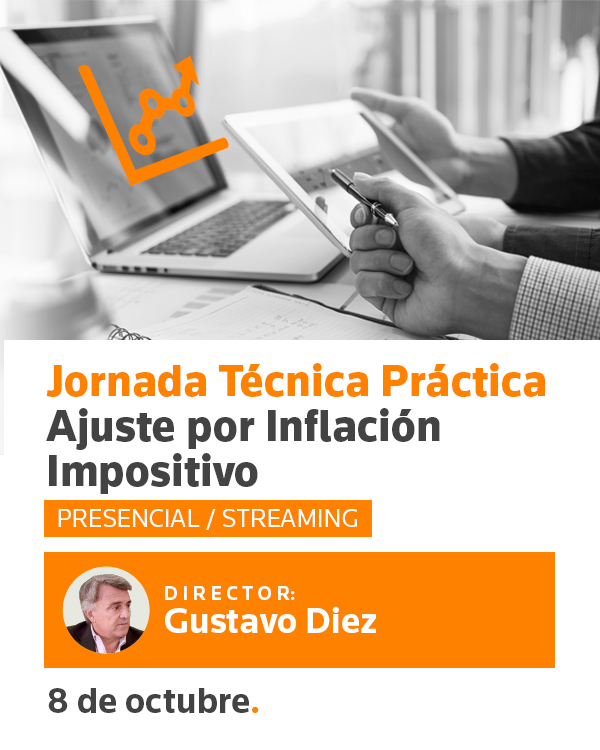 Jornada Técnica Práctica
Ajuste por Inflación
Impositivo
PRESENCIAL / STREAMING
DIRECTOR:
Gustavo Diez
8 de octubre.